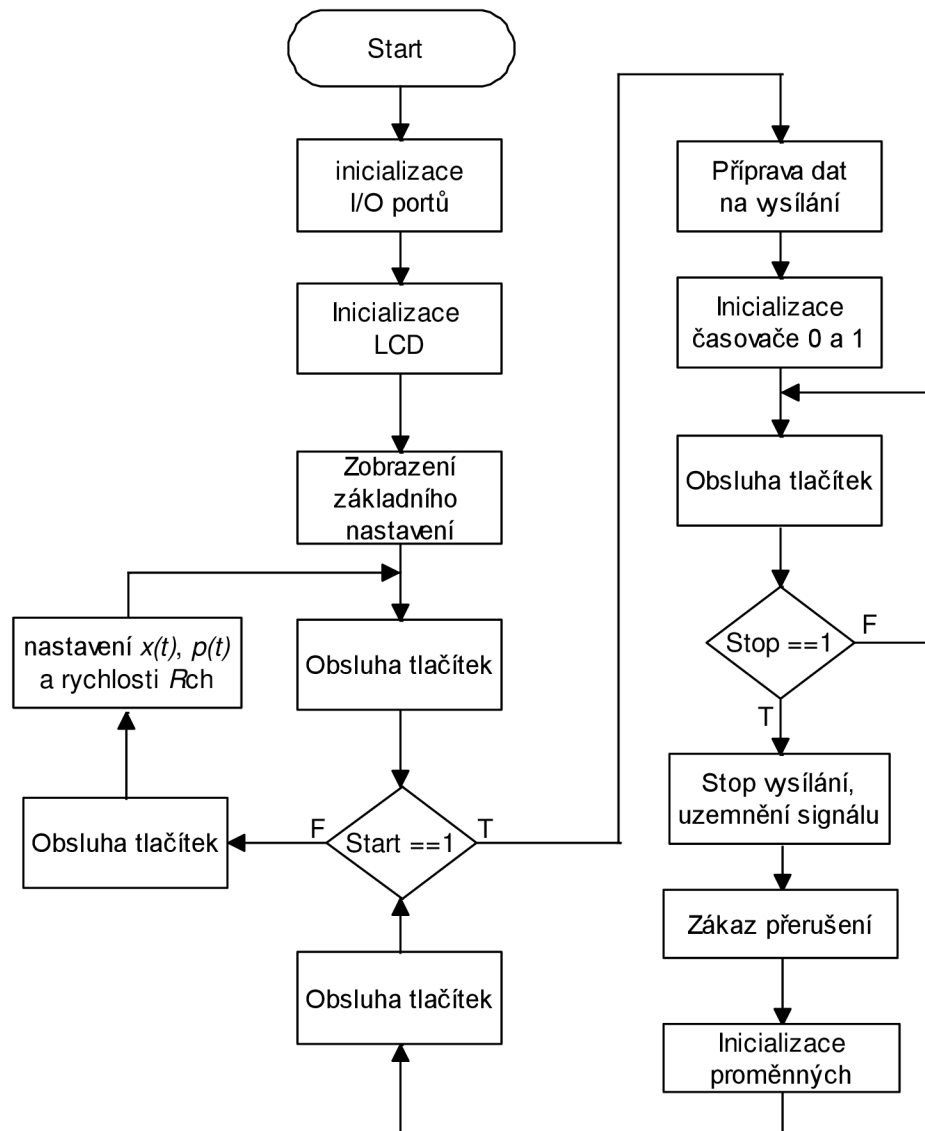 Start
inicializace
I/O portů
Inicializace
LCD
Zobrazení
základního
nastavení
nastavení x(t), p(t)
a rychlosti Rch
Obsluha tlačítek
Obsluha tlačítek
F
Start ==1
T
Obsluha tlačítek
Příprava dat
na vysílání
Inicializace
časovače 0 a 1
Obsluha tlačítek
Stop ==1
F
T
Stop vysílání,
uzemnění signálu
Zákaz přerušení
Inicializace
proměnných